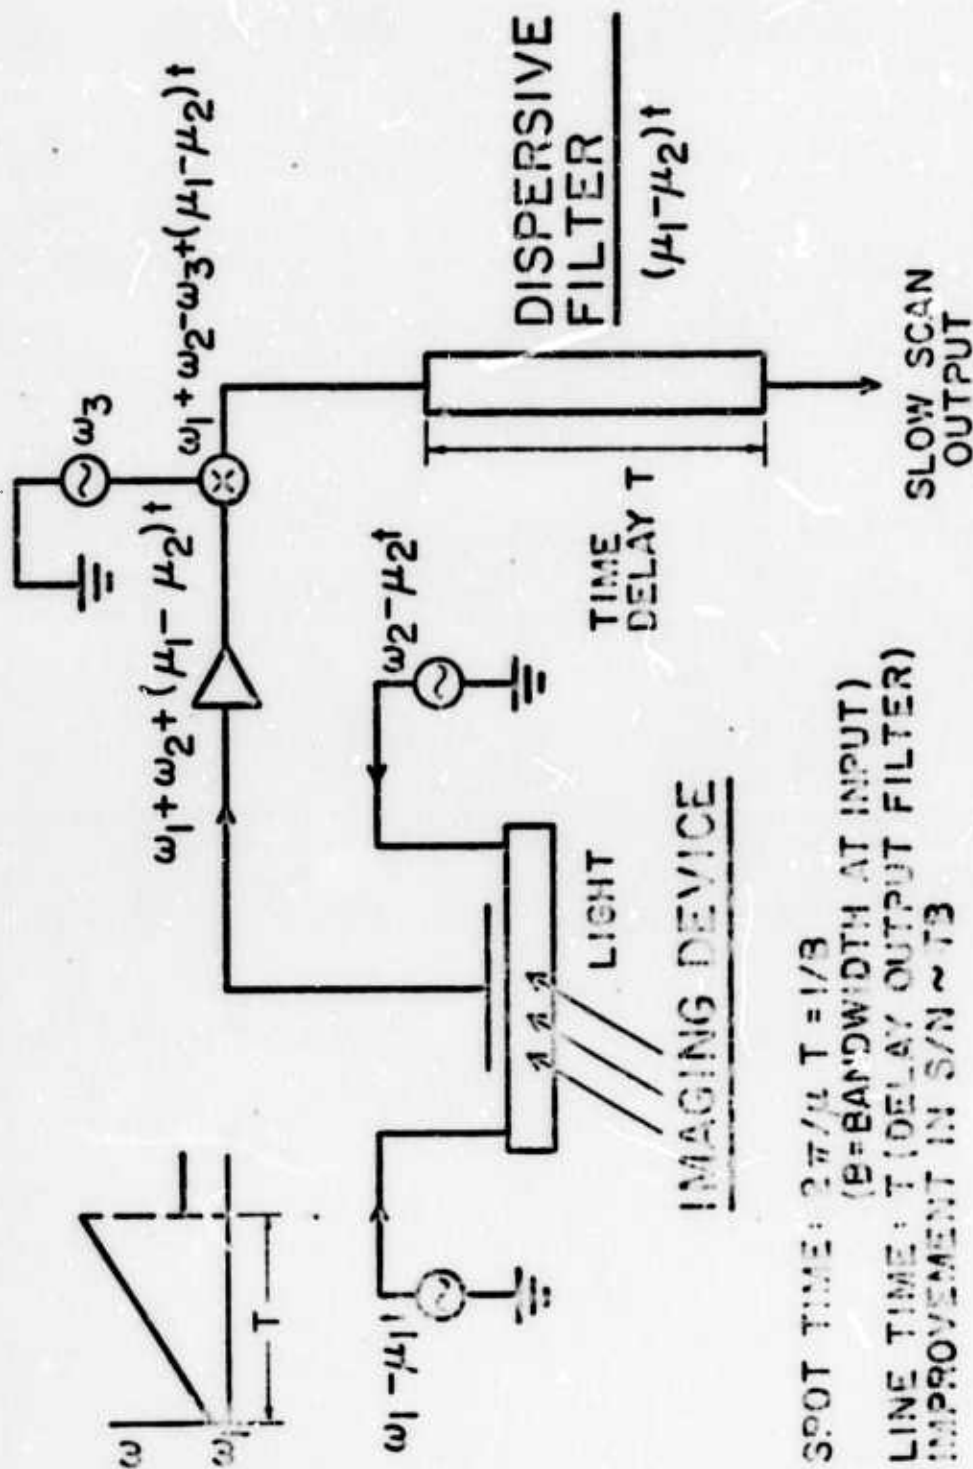 ω
ω₁
T
ω₁ -μ₁t
ω₂-μ₂t
ω₁+ω₂+(μ₁- μ₂)t
ω₃
ω₁+ω₂-ω₃+(μ₁-μ₂)t
LIGHT
IMAGING DEVICE
TIME
DELAY T
DISPERSIVE
FILTER
(μ₁-μ₂)t
SLOW SCAN
OUTPUT
SPOT TIME: 2π/μ T = 1/B
(B=BANDWIDTH AT INPUT)
LINE TIME: T (DELAY OUTPUT FILTER)
IMPROVEMENT IN S/N ~ TB